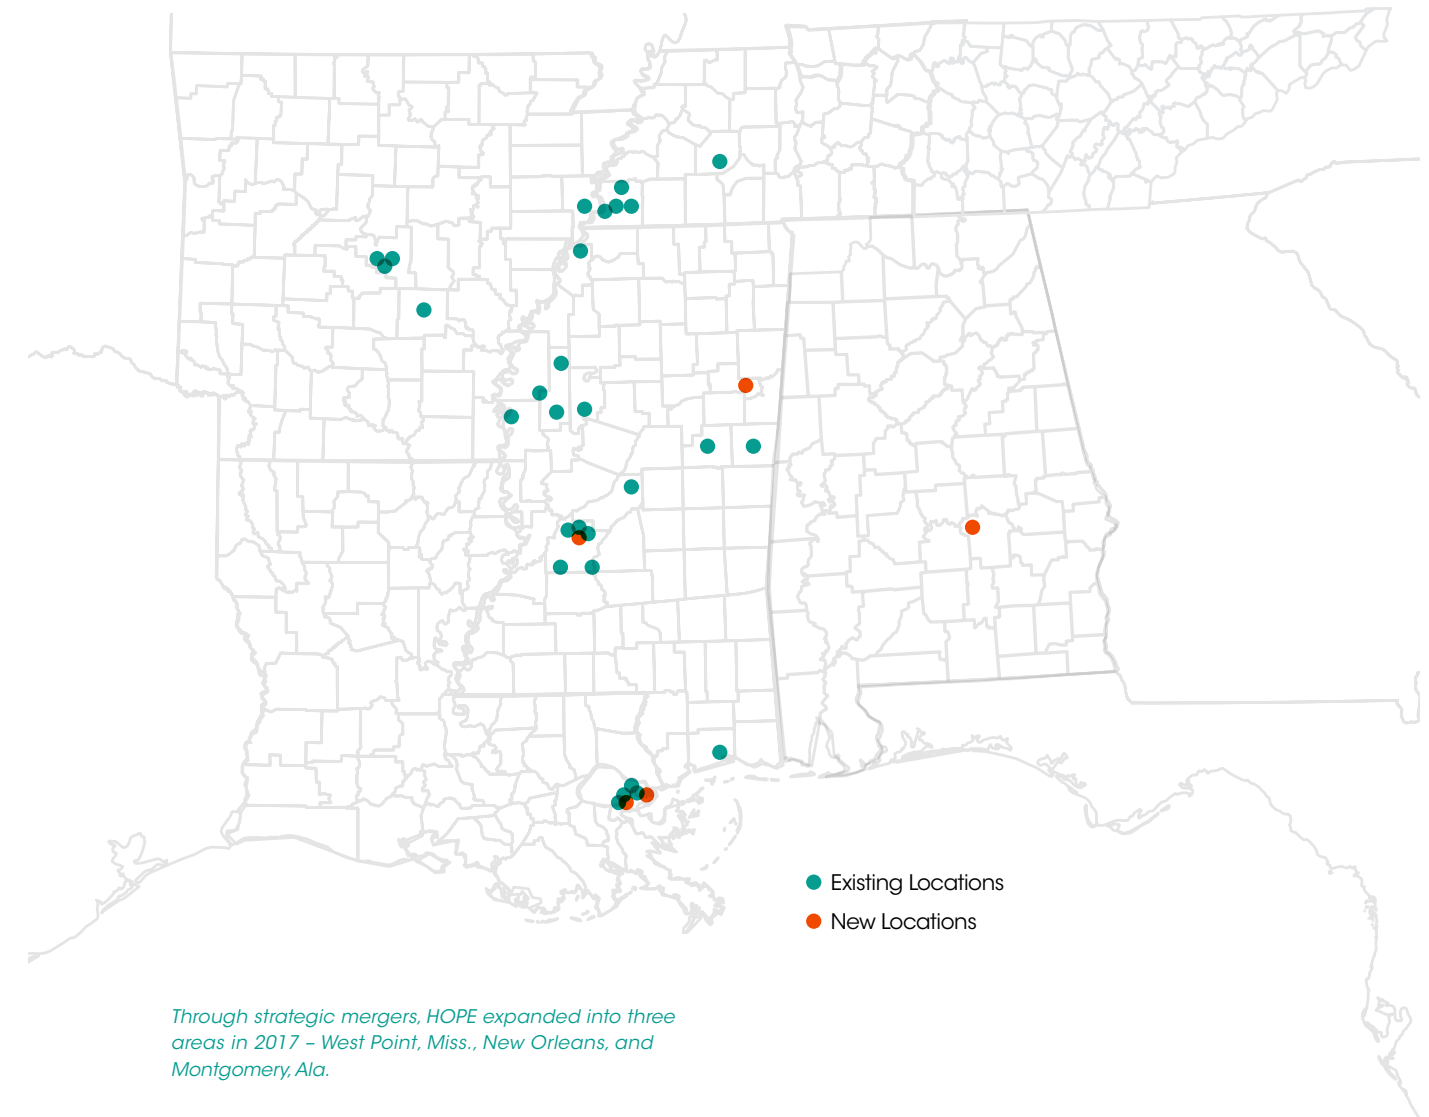 Existing Locations
New Locations
Through strategic mergers, HOPE expanded into three
areas in 2017 – West Point, Miss., New Orleans, and
Montgomery, Ala.